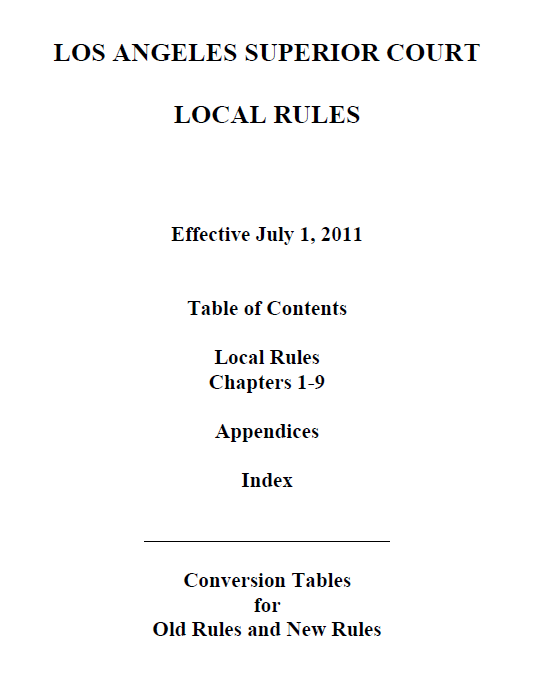 LOS ANGELES SUPERIOR COURT
LOCAL RULES
Effective July 1, 2011
Table of Contents
Local Rules
Chapters 1-9
Appendices
Index
Conversion Tables
for
Old Rules and New Rules